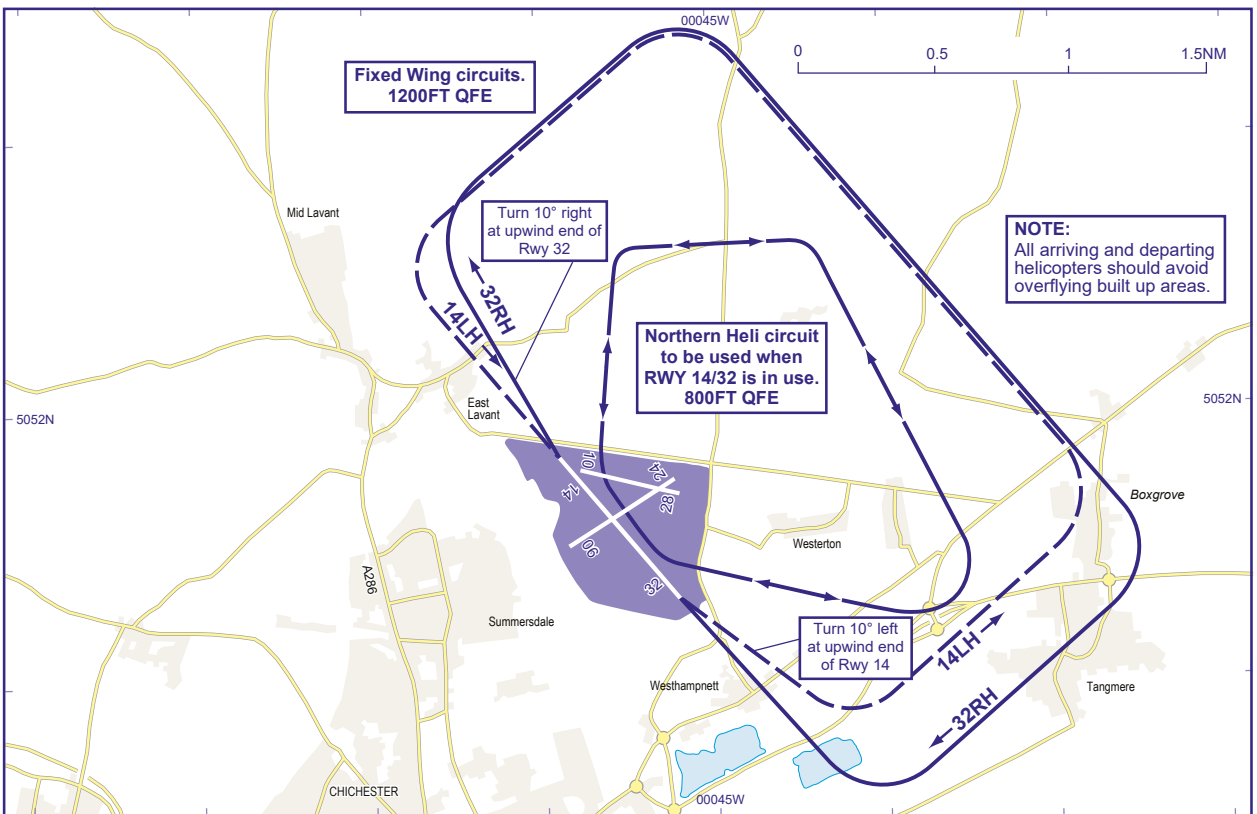 00045W
0
0.5
1
1.5NM
Fixed Wing circuits.
1200FT QFE
Mid Lavant
Turn 10° right
at upwind end of
Rwy 32
NOTE:
All arriving and departing
helicopters should avoid
overflying built up areas.
32RH
14LH
Northern Heli circuit
to be used when
RWY 14/32 is in use.
800FT QFE
East
Lavant
5052N
5052N
10
24
14
28
06
32
Boxgrove
Westerton
A286
Summersdale
Turn 10° left
at upwind end
of Rwy 14
14LH
Westhampnett
Tangmere
32RH
CHICHESTER
00045W